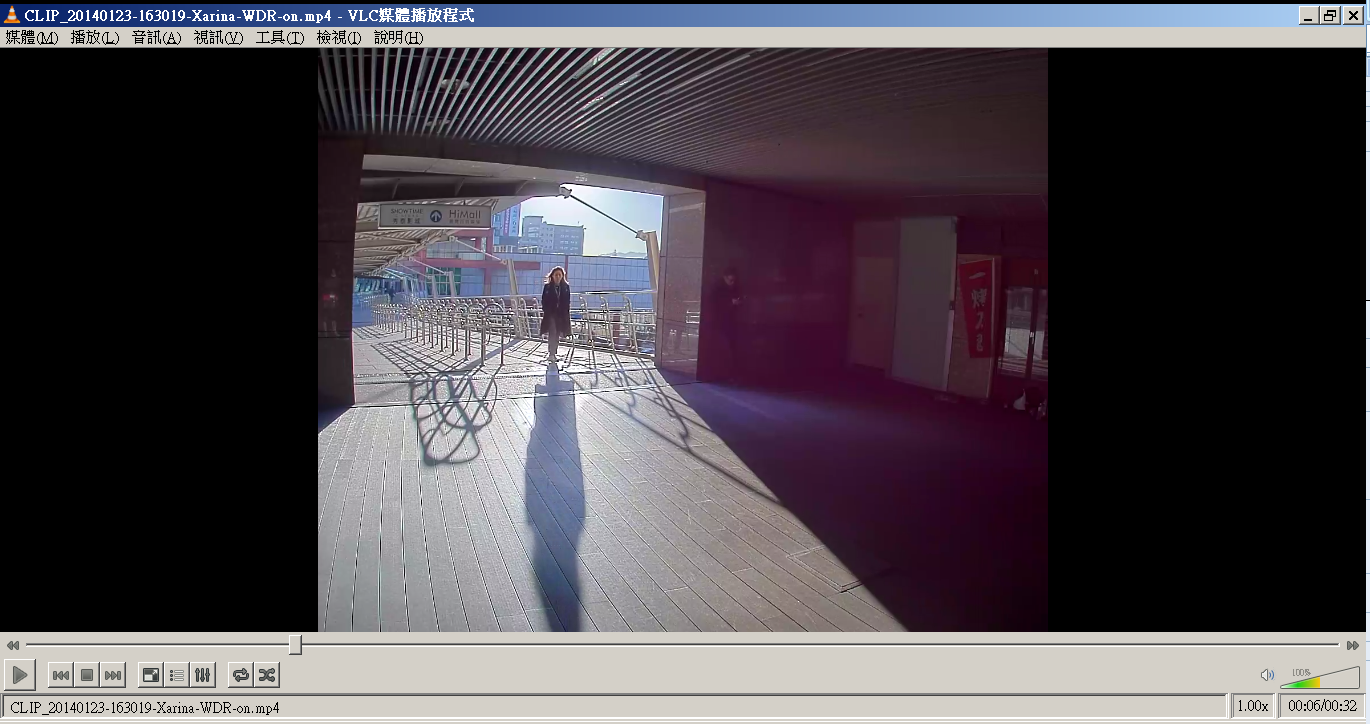 CLIP_20140123-163019-Xarina-WDR-on.mp4 - VLC媒體播放程式
媒體(M) 播放(L) 音訊(A) 視訊(V) 工具(T) 檢視(I) 說明(H)
SHOWTIME
HiMall
100%
CLIP_20140123-163019-Xarina-WDR-on.mp4
1.00x
00:06/00:32